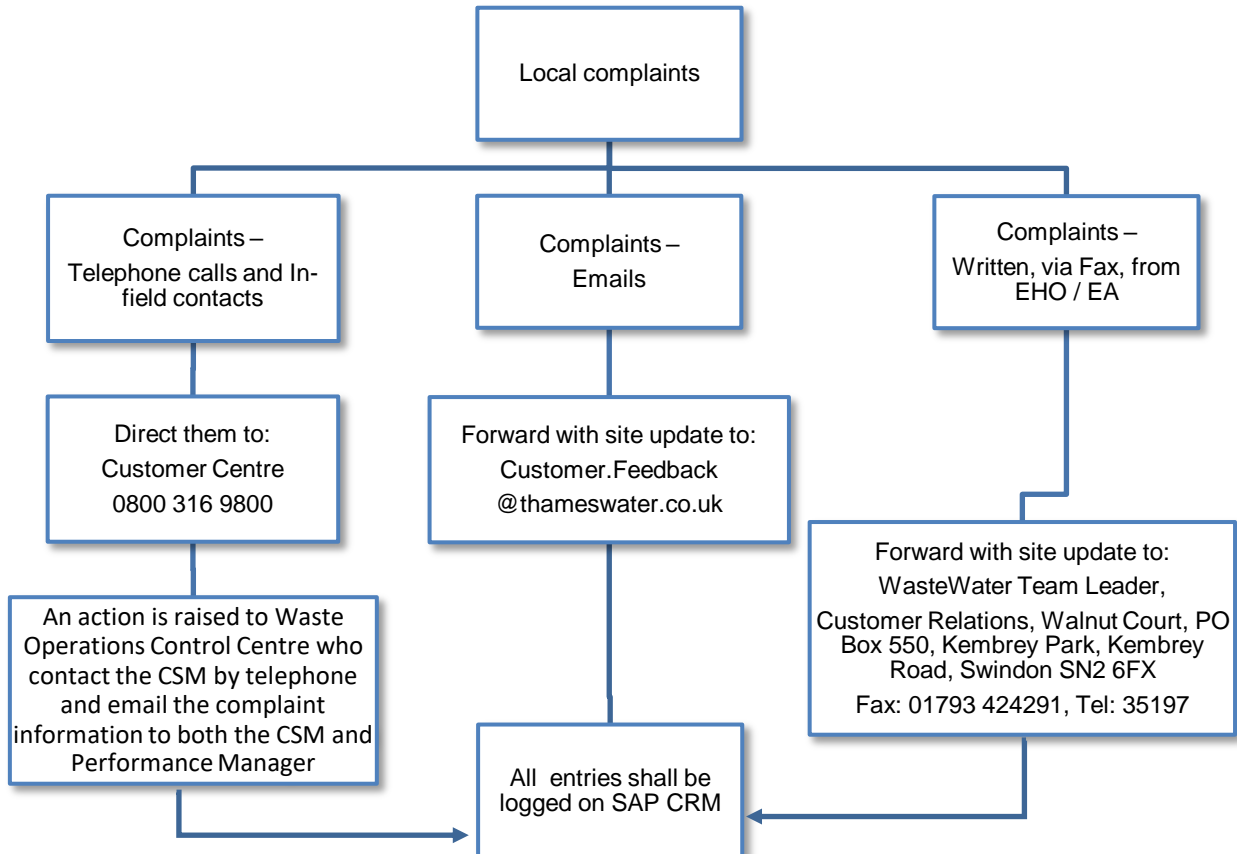 Local complaints
Complaints –
Telephone calls and In-
field contacts
Complaints –
Emails
Complaints –
Written, via Fax, from
EHO / EA
Direct them to:
Customer Centre
0800 316 9800
Forward with site update to:
Customer.Feedback
@thameswater.co.uk
Forward with site update to:
WasteWater Team Leader,
Customer Relations, Walnut Court, PO
Box 550, Kembrey Park, Kembrey
Road, Swindon SN2 6FX
Fax: 01793 424291, Tel: 35197
An action is raised to Waste
Operations Control Centre who
contact the CSM by telephone
and email the complaint
information to both the CSM and
Performance Manager
All entries shall be
logged on SAP CRM